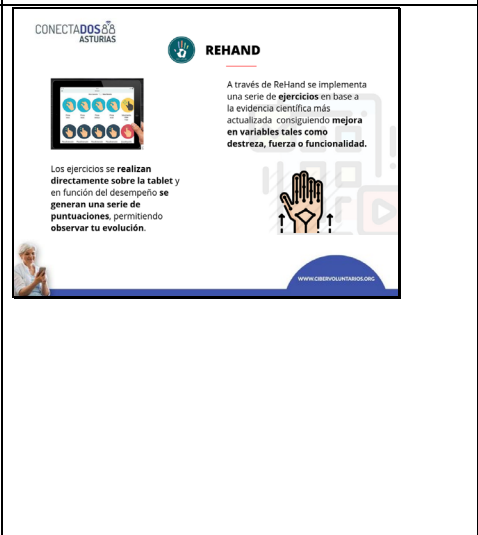 CONECTADOS
ASTURIAS
REHAND
A través de ReHand se implementa
una serie de ejercicios en base a
la evidencia científica más
actualizada consiguiendo mejora
en variables tales como
destreza, fuerza o funcionalidad.
Los ejercicios se realizan
directamente sobre la tablet y
en función del desempeño se
generan una serie de
puntuaciones, permitiendo
observar tu evolución.
WWW.CIBERVOLUNTARIOS.ORG